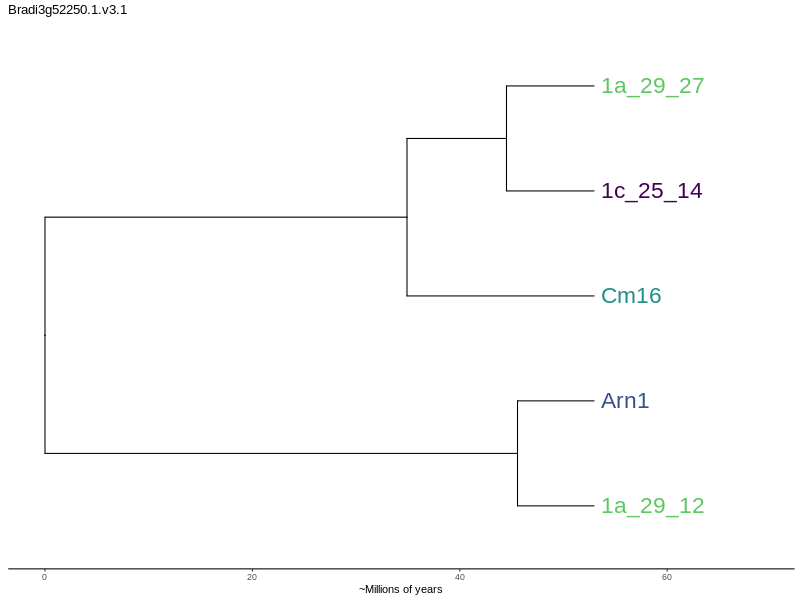 Bradi3g52250.1.v3.1
1a_29_27
1c_25_14
Cm16
Arn1
1a_29_12
0 20 40 60
~Millions of years